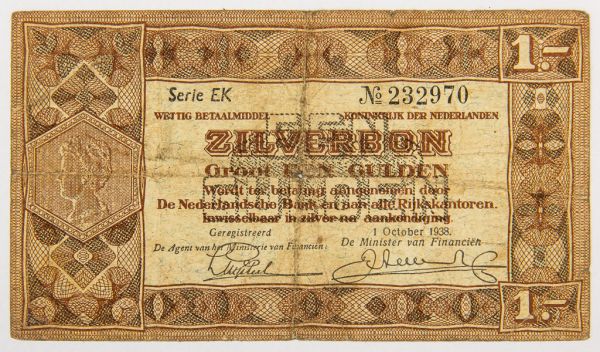 1.-
Serie EK № 232970
WETTIG BETAALMIDDEL KONINKRIJK DER NEDERLANDEN
ZILVERBON
Groot EEN GULDEN
Wordt ter betaling aangenomen door
De Nederlandsche Bank en aan alle Rijkskantoren.
Inwisselbaar in zilver na aankondiging.
Geregistreerd 1 October 1938.
De Agent van het Ministerie van Financiën: De Minister van Financiën
1.-